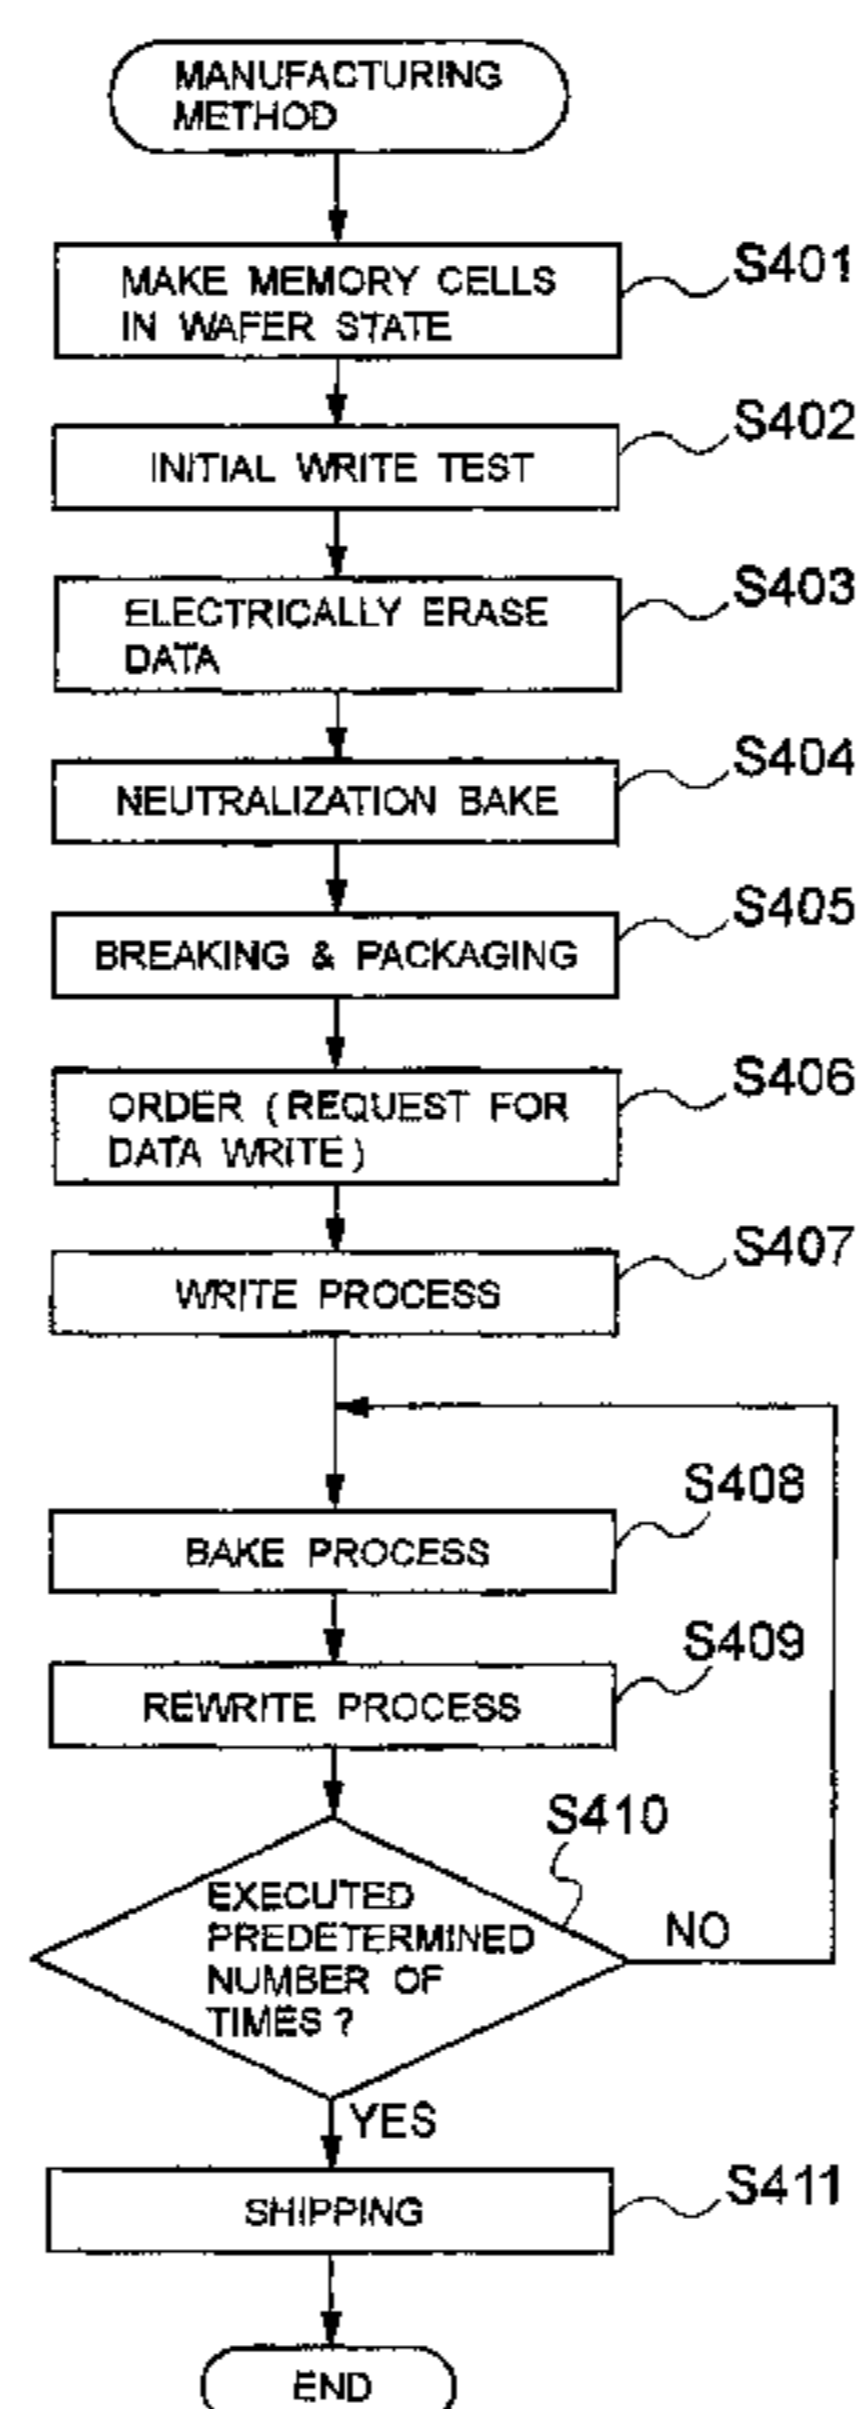 MANUFACTURING
METHOD
MAKE MEMORY CELLS
IN WAFER STATE
S401
INITIAL WRITE TEST
S402
ELECTRICALLY ERASE
DATA
S403
NEUTRALIZATION BAKE
S404
BREAKING & PACKAGING
S405
ORDER (REQUEST FOR
DATA WRITE)
S406
WRITE PROCESS
S407
BAKE PROCESS
S408
REWRITE PROCESS
S409
EXECUTED
PREDETERMINED
NUMBER OF
TIMES?
S410
NO
YES
SHIPPING
S411
END